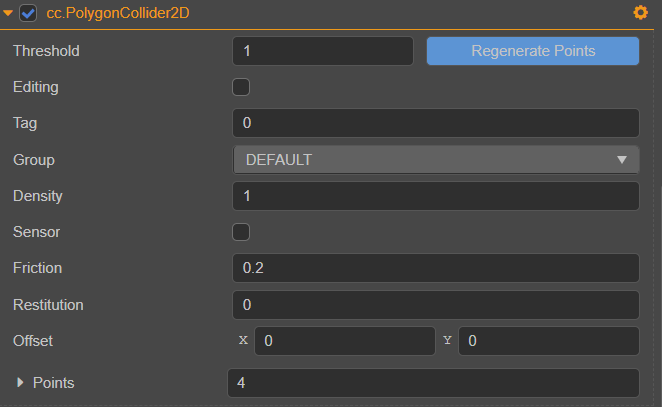 cc.PolygonCollider2D
Threshold 1 Regenerate Points
Editing
Tag 0
Group DEFAULT
Density 1
Sensor
Friction 0.2
Restitution 0
Offset X 0 Y 0
Points 4